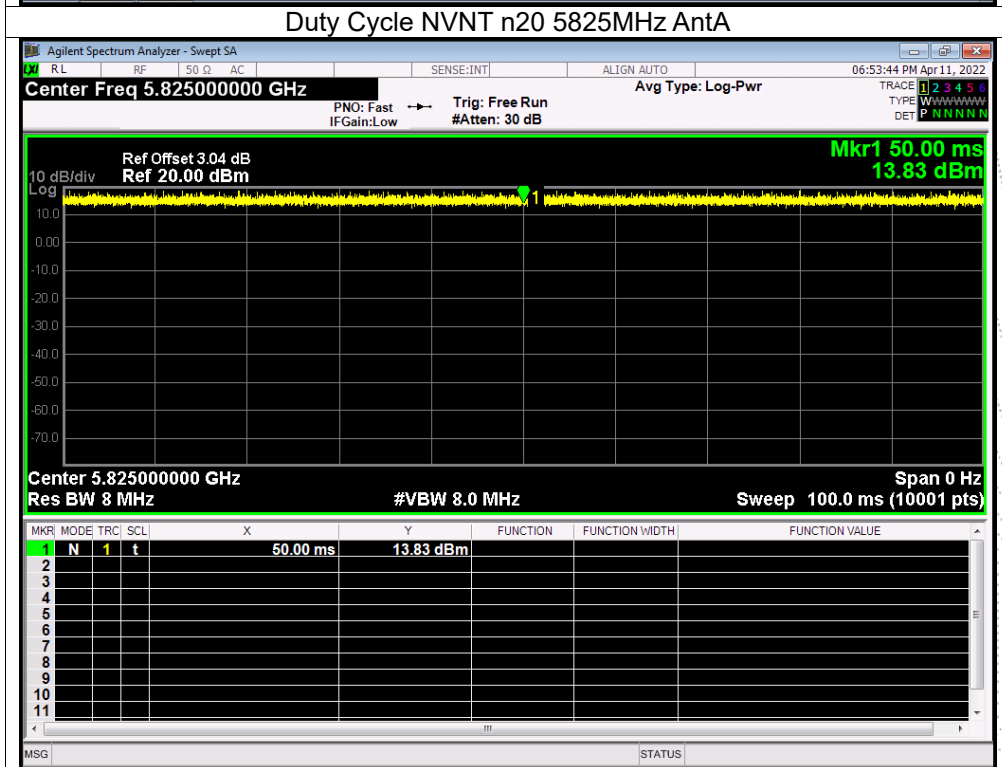 Duty Cycle NVNT n20 5825MHz AntA
Agilent Spectrum Analyzer - Swept SA
LXI RL RF 50 Ω AC SENSE:INT ALIGN AUTO 06:53:44 PM Apr 11, 2022
Center Freq 5.825000000 GHz Avg Type: Log-Pwr TRACE 1 2 3 4 5 6
PNO: Fast Trig: Free Run TYPE WWWWWW
IFGain:Low #Atten: 30 dB DET P N N N N N
Mkr1 50.00 ms
Ref Offset 3.04 dB
10 dB/div Ref 20.00 dBm 13.83 dBm
Log
1
10.0
0.00
-10.0
-20.0
-30.0
-40.0
-50.0
-60.0
-70.0
Center 5.825000000 GHz Span 0 Hz
Res BW 8 MHz #VBW 8.0 MHz Sweep 100.0 ms (10001 pts)
MKR MODE TRC SCL X Y FUNCTION FUNCTION WIDTH FUNCTION VALUE
1 N 1 t 50.00 ms 13.83 dBm
2
3
4
5
6
7
8
9
10
11
MSG STATUS